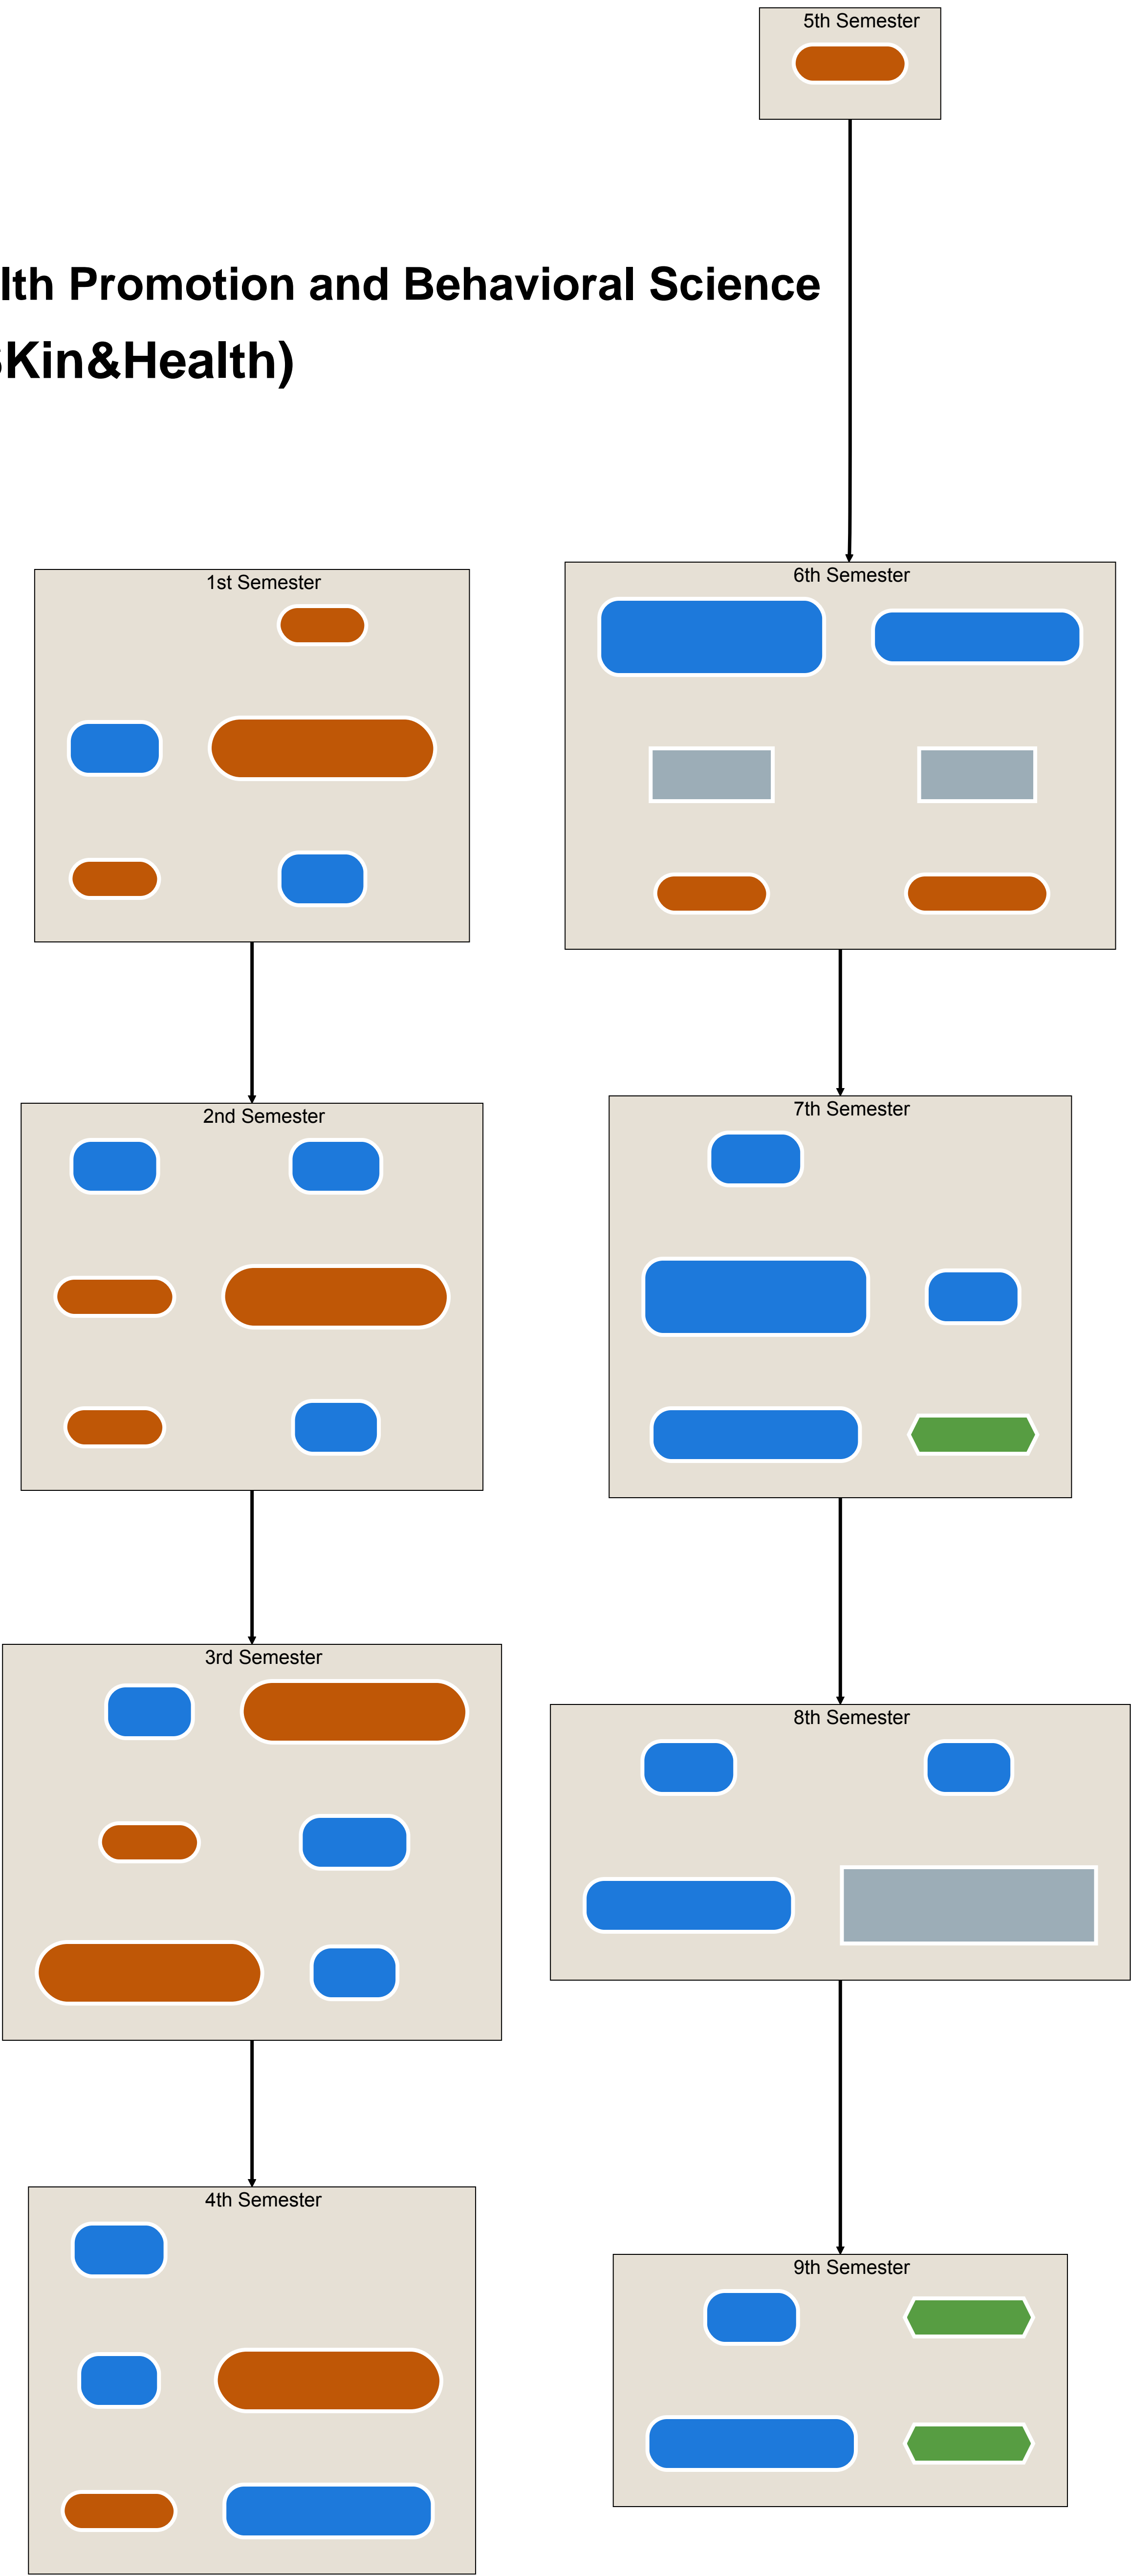 5th Semester
lth Promotion and Behavioral Science
Kin&Health)
1st Semester
6th Semester
2nd Semester
7th Semester
3rd Semester
8th Semester
4th Semester
9th Semester